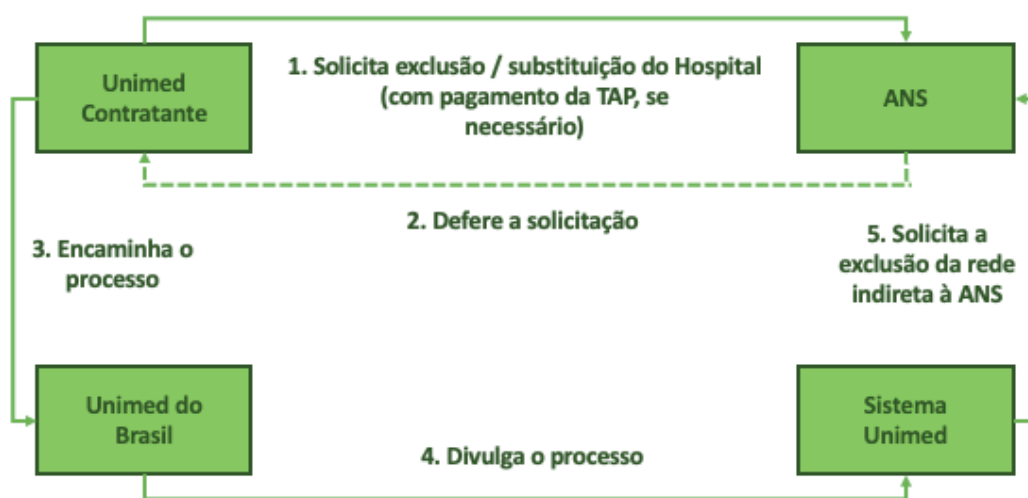 Unimed
Contratante
1. Solicita exclusão / substituição do Hospital
(com pagamento da TAP, se
necessário)
ANS
2. Defere a solicitação
3. Encaminha o
processo
5. Solicita a
exclusão da rede
indireta à ANS
Unimed do
Brasil
4. Divulga o processo
Sistema
Unimed